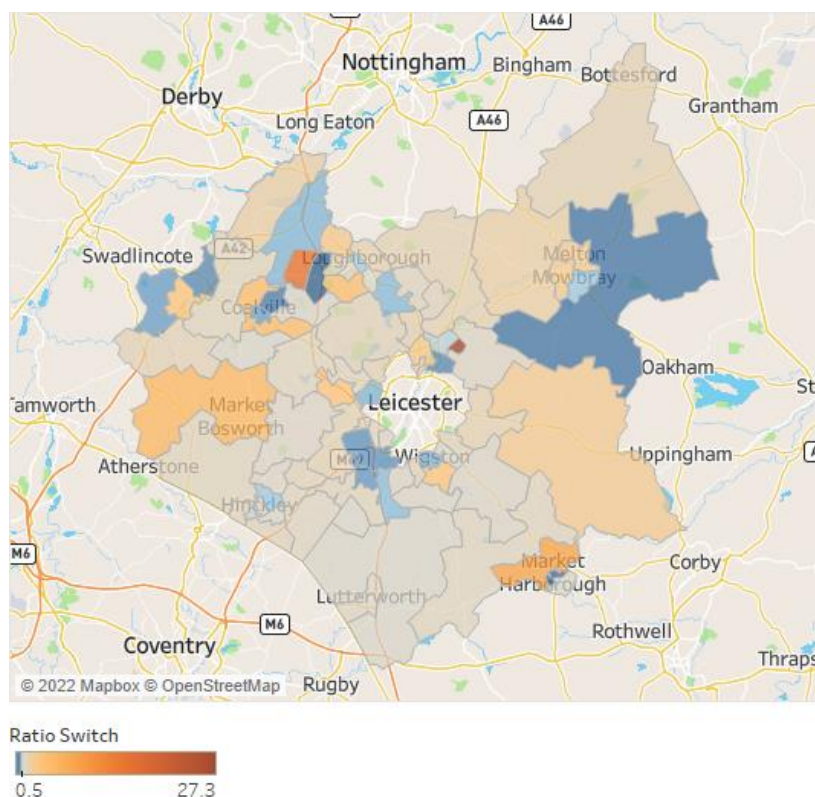 A46
Nottingham
Bingham
Bottesford
Derby
Grantham
Long Eaton
A46
Swadlincote
A42
Loughborough
Melton
Mowbray
Coalville
Oakham
Leicester
Tamworth
Market
Bosworth
Uppingham
Atherstone
M69
Wigston
Hinckley
M6
Market
Harborough
Corby
Lutterworth
Rothwell
M6
Coventry
Thraps
Rugby
© 2022 Mapbox © OpenStreetMap
Ratio Switch
0.5
27.3